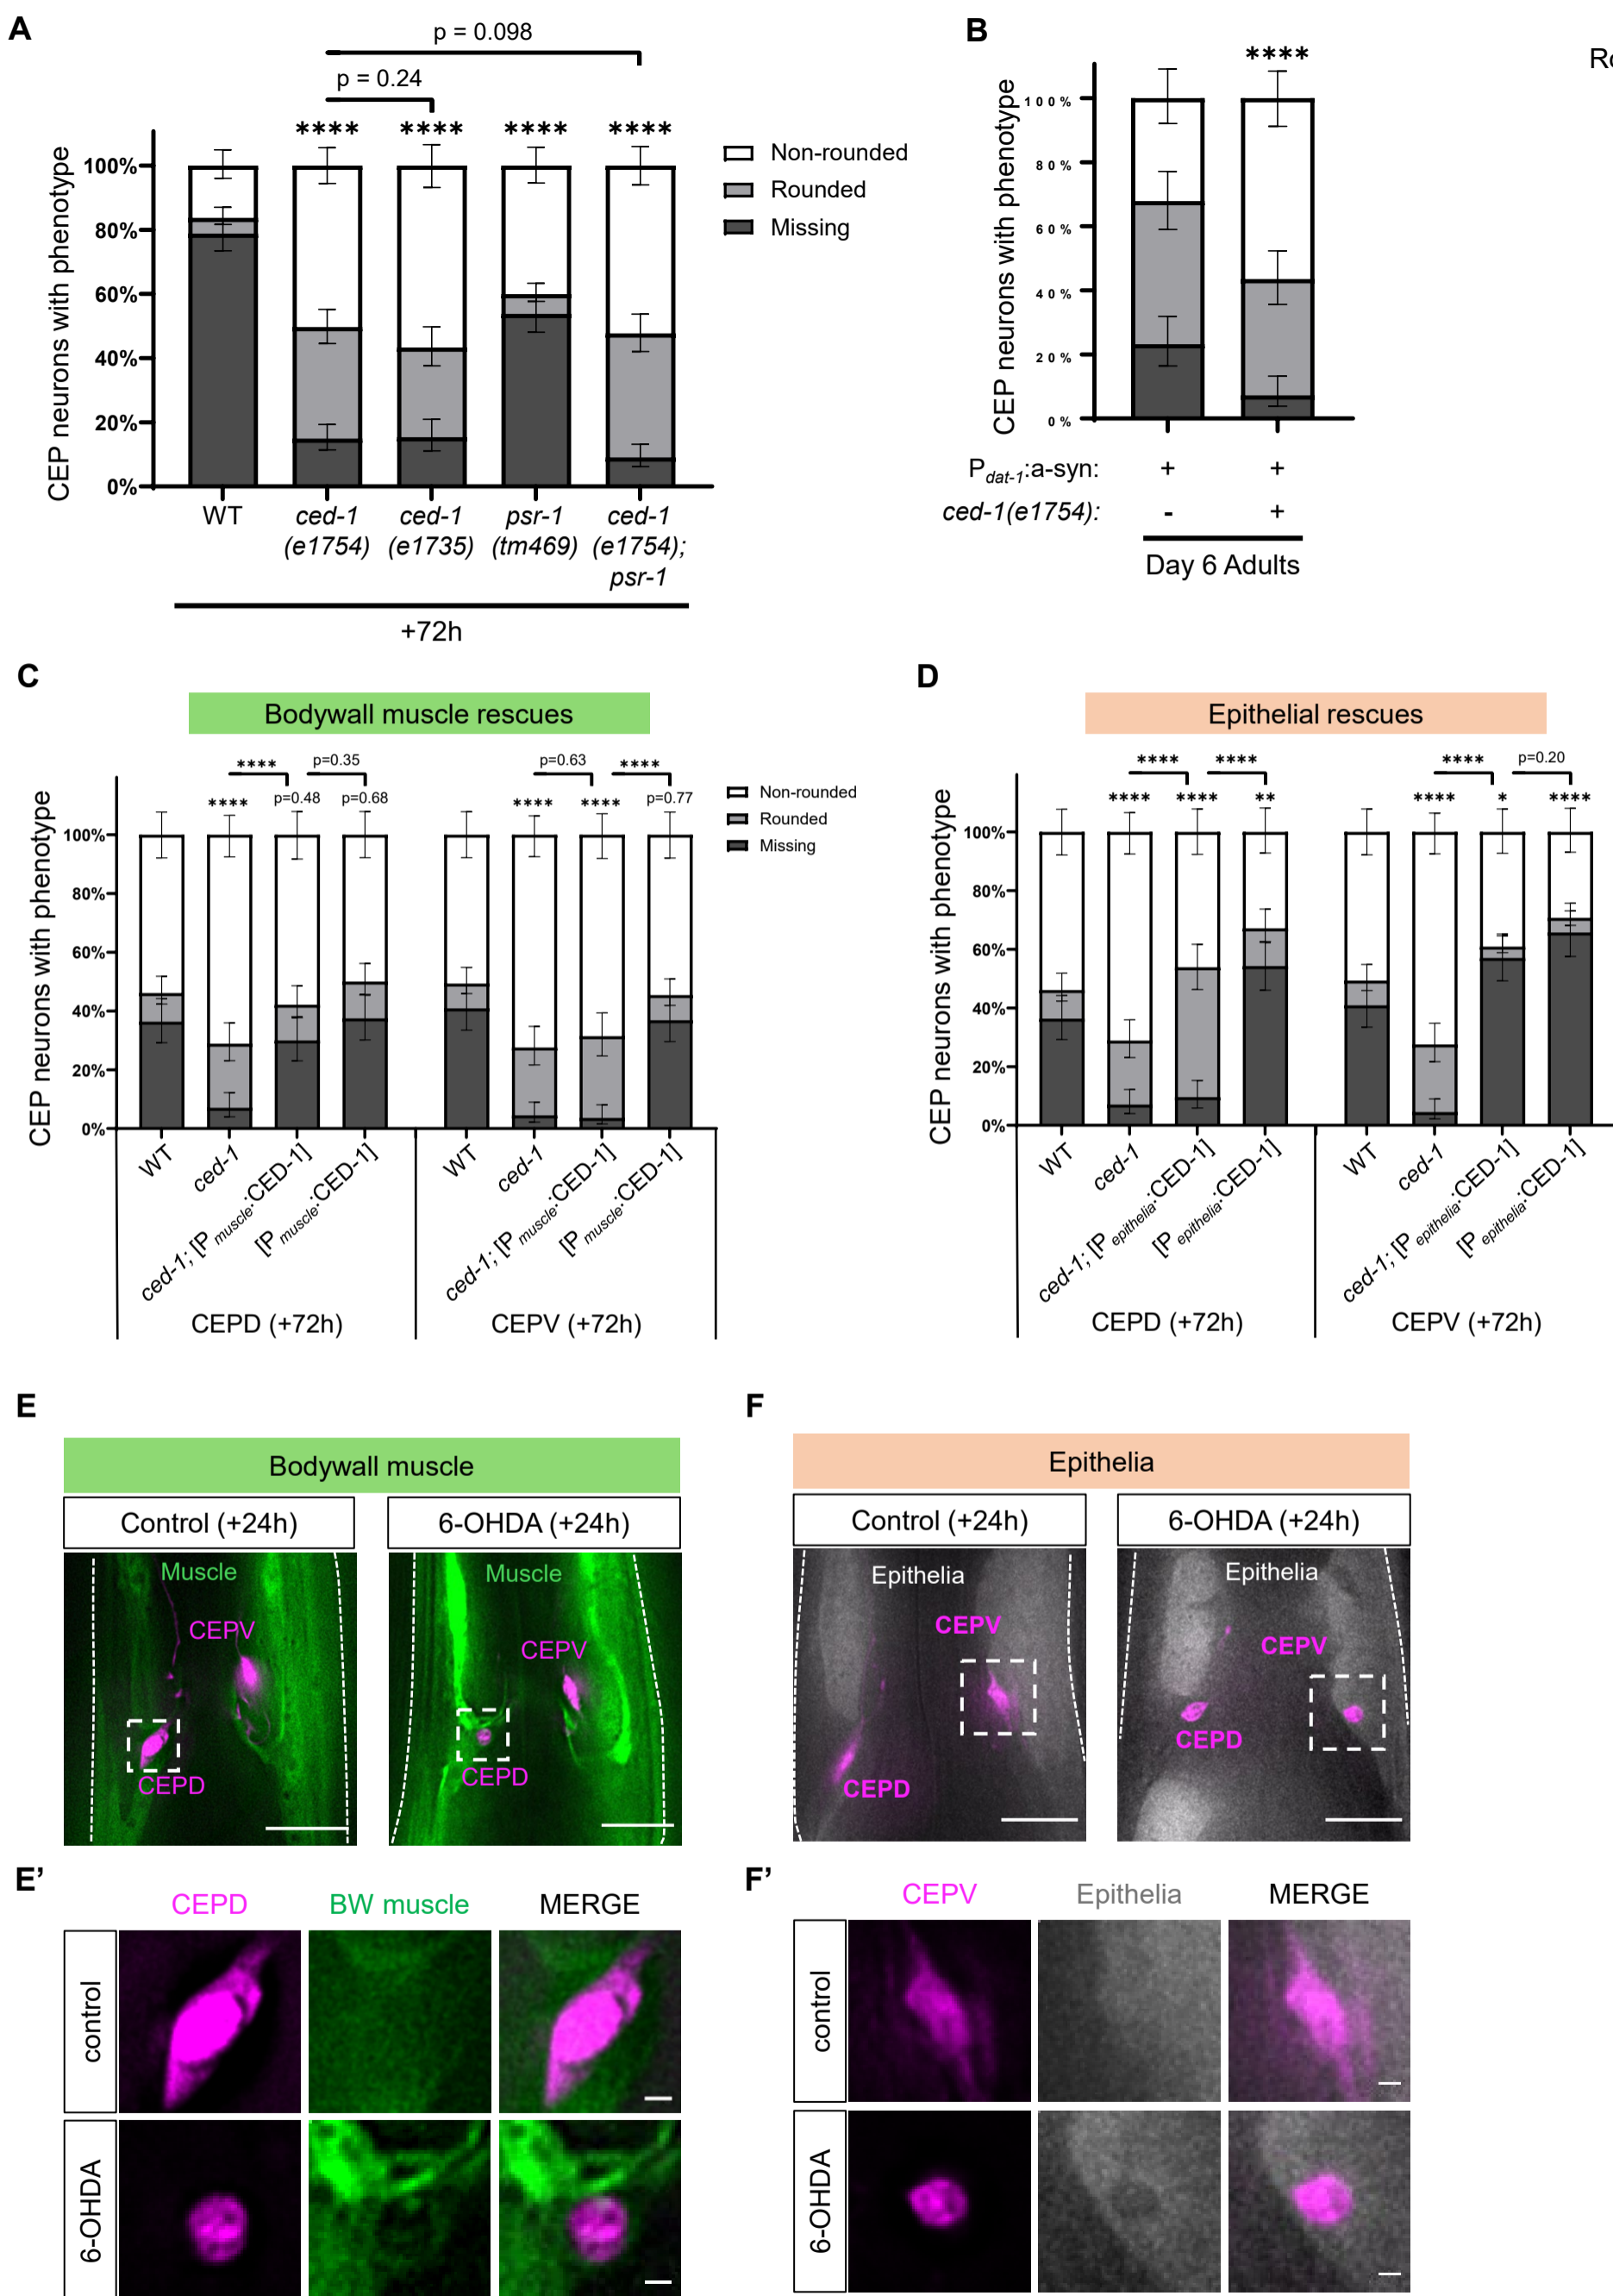 A
p = 0.098
p = 0.24
**** **** **** ****
CEP neurons with phenotype
100%
80%
60%
40%
20%
0%
WT
ced-1 (e1754)
ced-1 (e1735)
psr-1 (tm469)
ced-1 (e1754); psr-1
+72h
Non-rounded
Rounded
Missing
B
****
Ro
CEP neurons with phenotype
100%
80%
60%
40%
20%
0%
Pdat-1:a-syn: + +
ced-1(e1754): - +
Day 6 Adults
C
Bodywall muscle rescues
**** p=0.35 p=0.63 ****
**** p=0.48 p=0.68 **** **** p=0.77
CEP neurons with phenotype
100%
80%
60%
40%
20%
0%
WT
ced-1
ced-1; [Pmuscle:CED-1]
[Pmuscle:CED-1]
WT
ced-1
ced-1; [Pmuscle:CED-1]
[Pmuscle:CED-1]
CEPD (+72h) CEPV (+72h)
Non-rounded
Rounded
Missing
D
Epithelial rescues
**** **** **** p=0.20
**** **** ** **** * ****
CEP neurons with phenotype
100%
80%
60%
40%
20%
0%
WT
ced-1
ced-1; [Pepithelia:CED-1]
[Pepithelia:CED-1]
WT
ced-1
ced-1; [Pepithelia:CED-1]
[Pepithelia:CED-1]
CEPD (+72h) CEPV (+72h)
E
Bodywall muscle
Control (+24h) 6-OHDA (+24h)
Muscle
CEPV
CEPD
Muscle
CEPV
CEPD
F
Epithelia
Control (+24h) 6-OHDA (+24h)
Epithelia
CEPV
CEPD
Epithelia
CEPV
CEPD
E’
CEPD BW muscle MERGE
control
6-OHDA
F’
CEPV Epithelia MERGE
control
6-OHDA